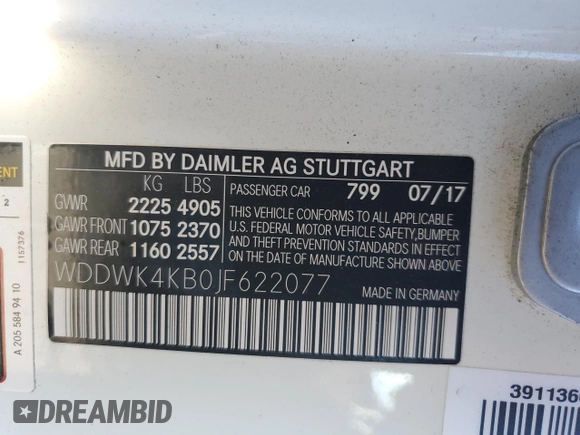 MFD BY DAIMLER AG STUTTGART
KG LBS
GVWR 2225 4905
GAWR FRONT 1075 2370
GAWR REAR 1160 2557
PASSENGER CAR 799 07/17
THIS VEHICLE CONFORMS TO ALL APPLICABLE
U.S. FEDERAL MOTOR VEHICLE SAFETY,BUMPER
AND THEFT PREVENTION STANDARDS IN EFFECT
ON THE DATE OF MANUFACTURE SHOWN ABOVE.
WDDWK4KB0JF622077
MADE IN GERMANY
2
1157376
A 205 584 94 10
DREAMBID